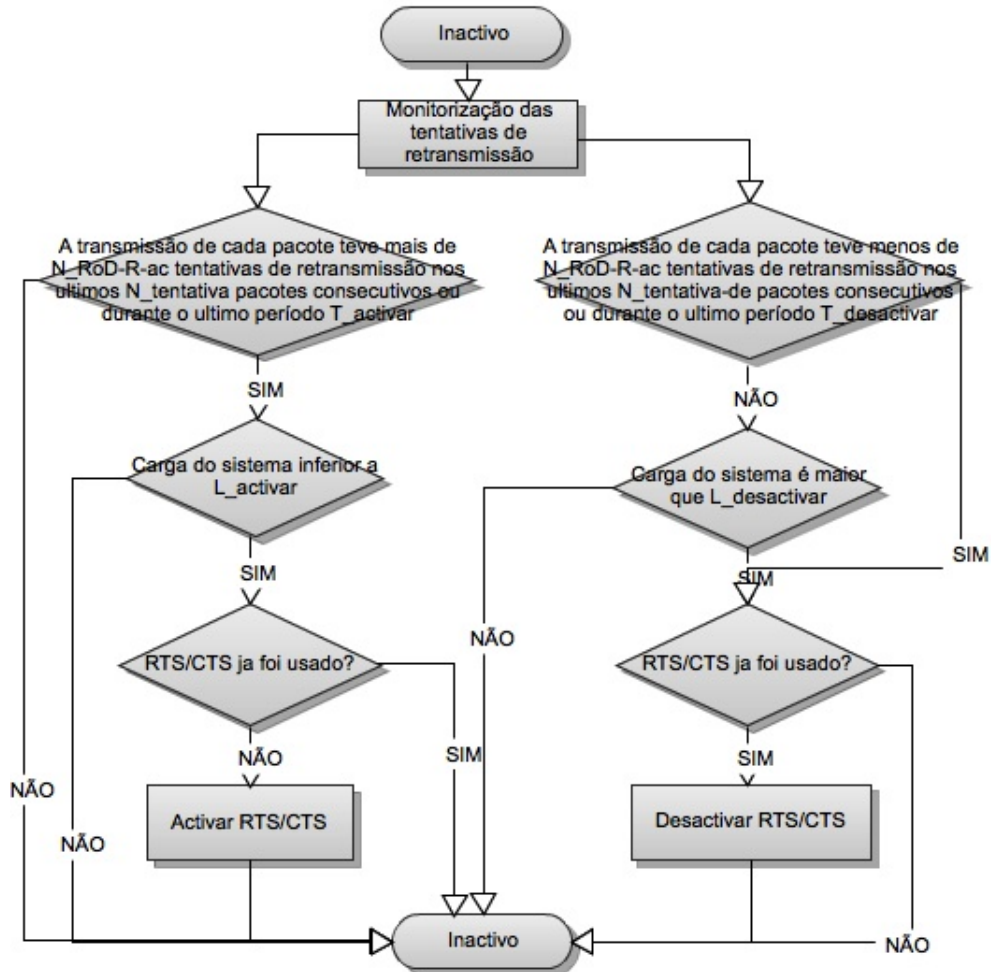 Inactivo
Monitorização das
tentativas de
retransmissão
A transmissão de cada pacote teve mais de
N_RoD-R-ac tentativas de retransmissão nos
ultimos N_tentativa pacotes consecutivos ou
durante o ultimo período T_activar
A transmissão de cada pacote teve menos de
N_RoD-R-ac tentativas de retransmissão nos
ultimos N_tentativa-de pacotes consecutivos
ou durante o ultimo período T_desactivar
SIM
NÃO
Carga do sistema inferior a
L_activar
Carga do sistema é maior
que L_desactivar
SIM
SIM
SIM
NÃO
RTS/CTS ja foi usado?
RTS/CTS ja foi usado?
NÃO
SIM
SIM
NÃO
Activar RTS/CTS
Desactivar RTS/CTS
NÃO
Inactivo
NÃO